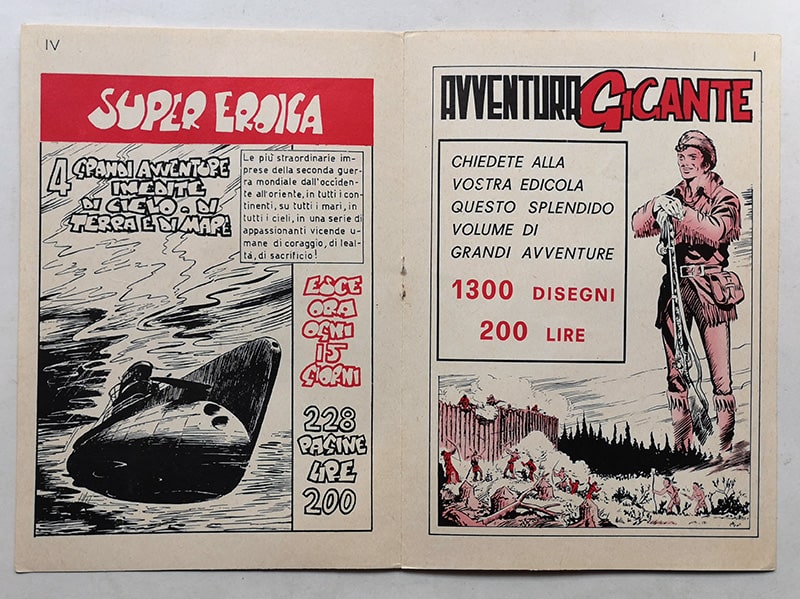 IV
SUPER EROICA
4 GRANDI AVVENTURE
INEDITE
DI CIELO, DI
TERRA E DI MARE
Le piú straordinarie im-
prese della seconda guer-
ra mondiale dall'occiden-
te all'oriente, in tutti i con-
tinenti, su tutti i mari, in
tutti i cieli, in una serie di
appassionanti vicende u-
mane di coraggio, di leal-
tá, di sacrificio!
ESCE
ORA
OGNI
15
GIORNI
228
PAGINE
LIRE
200
I
AVVENTURA GIGANTE
CHIEDETE ALLA
VOSTRA EDICOLA
QUESTO SPLENDIDO
VOLUME DI
GRANDI AVVENTURE
1300 DISEGNI
200 LIRE